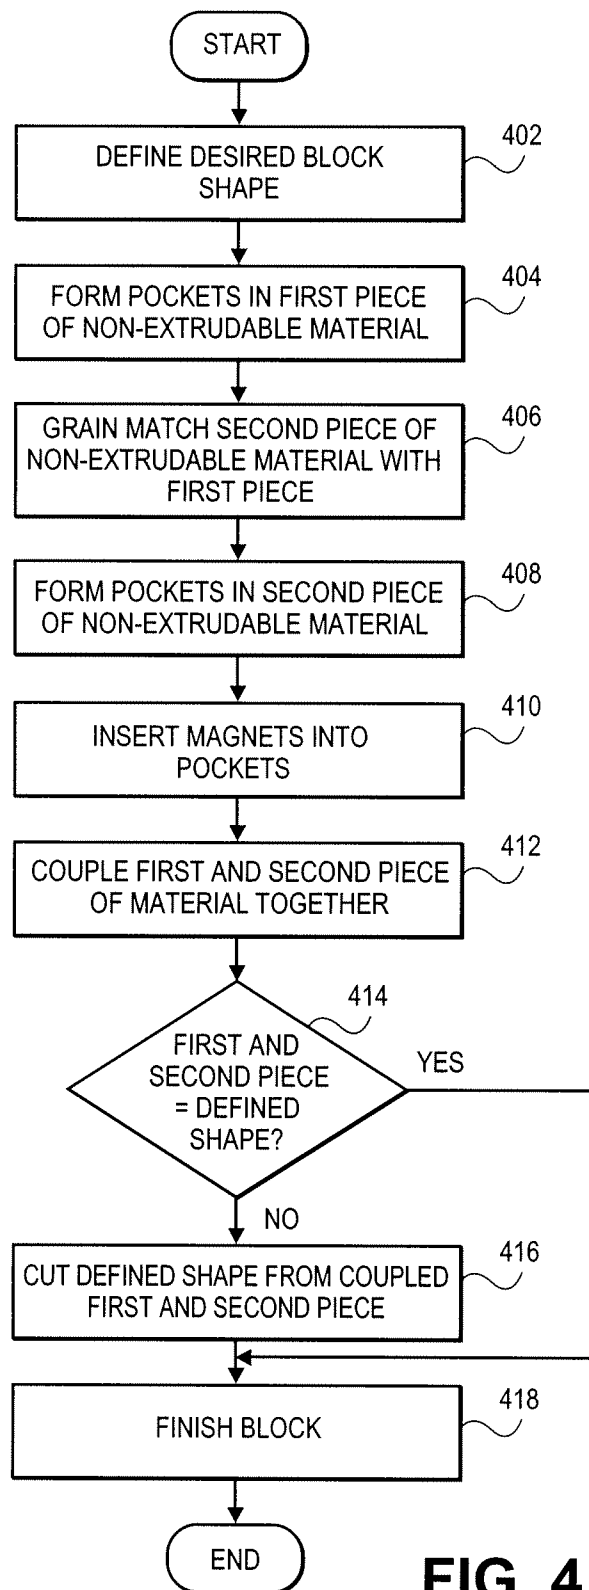 START
402
DEFINE DESIRED BLOCK
SHAPE
404
FORM POCKETS IN FIRST PIECE
OF NON-EXTRUDABLE MATERIAL
406
GRAIN MATCH SECOND PIECE OF
NON-EXTRUDABLE MATERIAL WITH
FIRST PIECE
408
FORM POCKETS IN SECOND PIECE
OF NON-EXTRUDABLE MATERIAL
410
INSERT MAGNETS INTO
POCKETS
412
COUPLE FIRST AND SECOND PIECE
OF MATERIAL TOGETHER
414
FIRST AND
SECOND PIECE
= DEFINED
SHAPE?
YES
NO
416
CUT DEFINED SHAPE FROM COUPLED
FIRST AND SECOND PIECE
418
FINISH BLOCK
END
FIG. 4